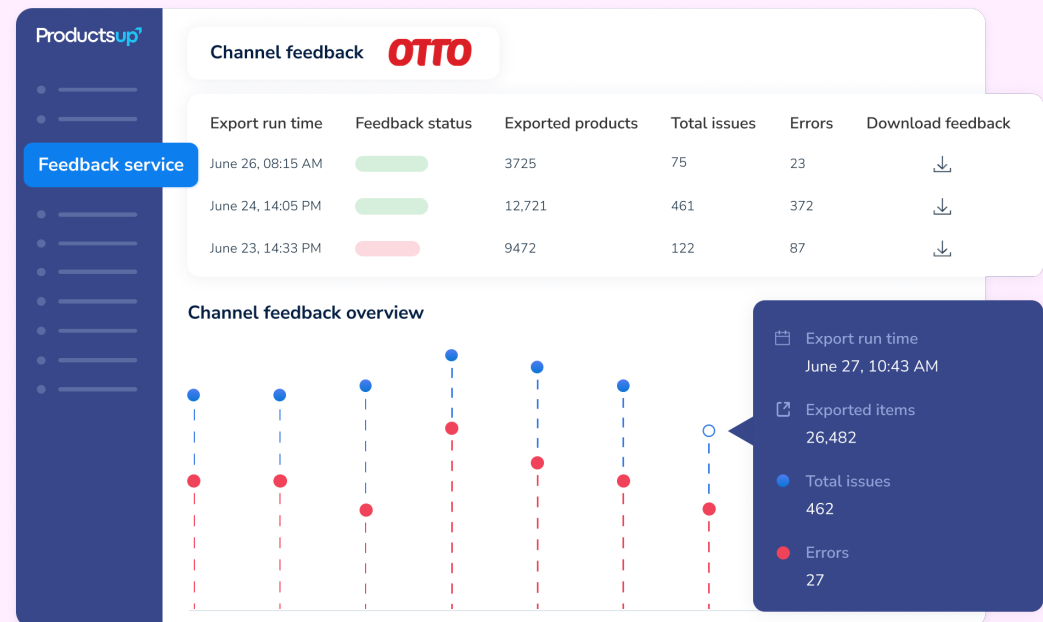 Productsup
Channel feedback OTTO
Export run time Feedback status Exported products Total issues Errors Download feedback
June 26, 08:15 AM 3725 75 23
June 24, 14:05 PM 12,721 461 372
June 23, 14:33 PM 9472 122 87
Feedback service
Channel feedback overview
Export run time
June 27, 10:43 AM
Exported items
26,482
Total issues
462
Errors
27